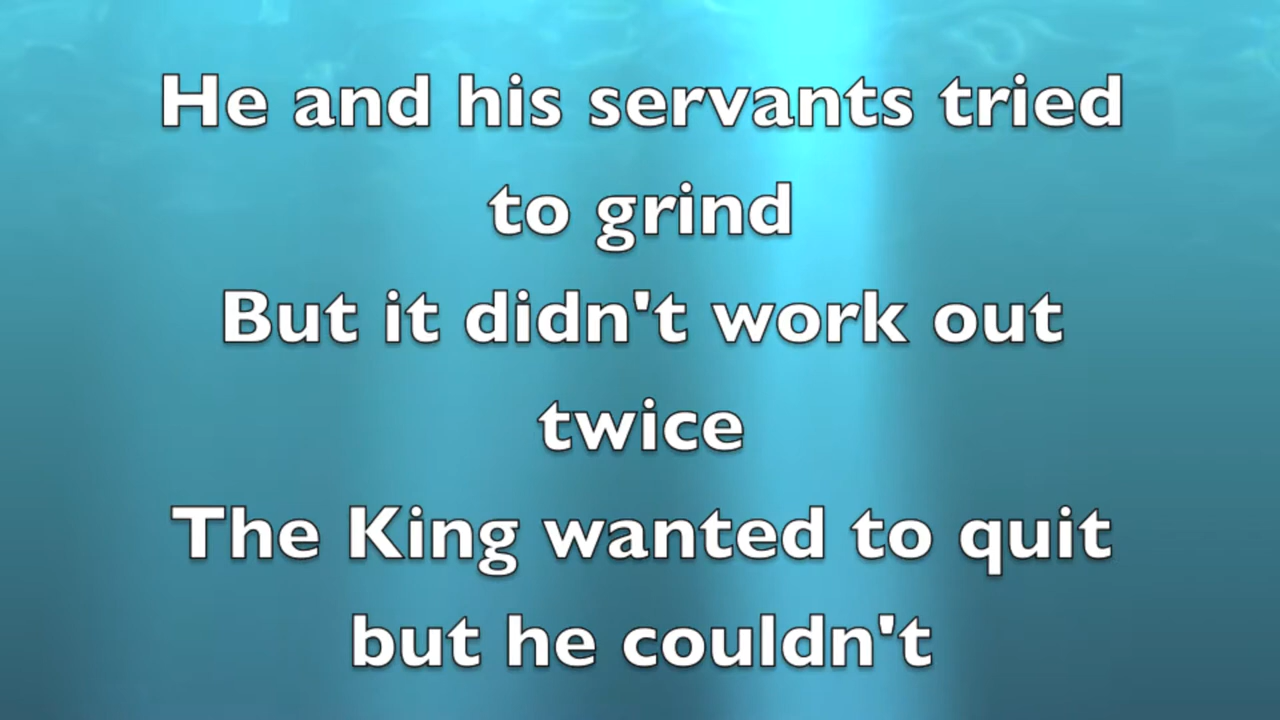 He and his servants tried
to grind
But it didn't work out
twice
The King wanted to quit
but he couldn't